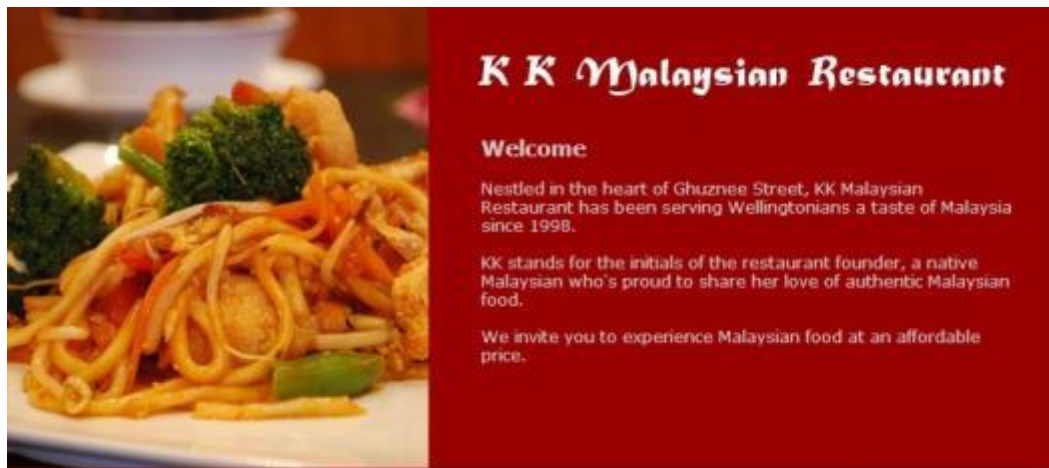 K K Malaysian Restaurant
Welcome
Nestled in the heart of Ghuznee Street, KK Malaysian
Restaurant has been serving Wellingtonians a taste of Malaysia
since 1998.
KK stands for the initials of the restaurant founder, a native
Malaysian who's proud to share her love of authentic Malaysian
food.
We invite you to experience Malaysian food at an affordable
price.